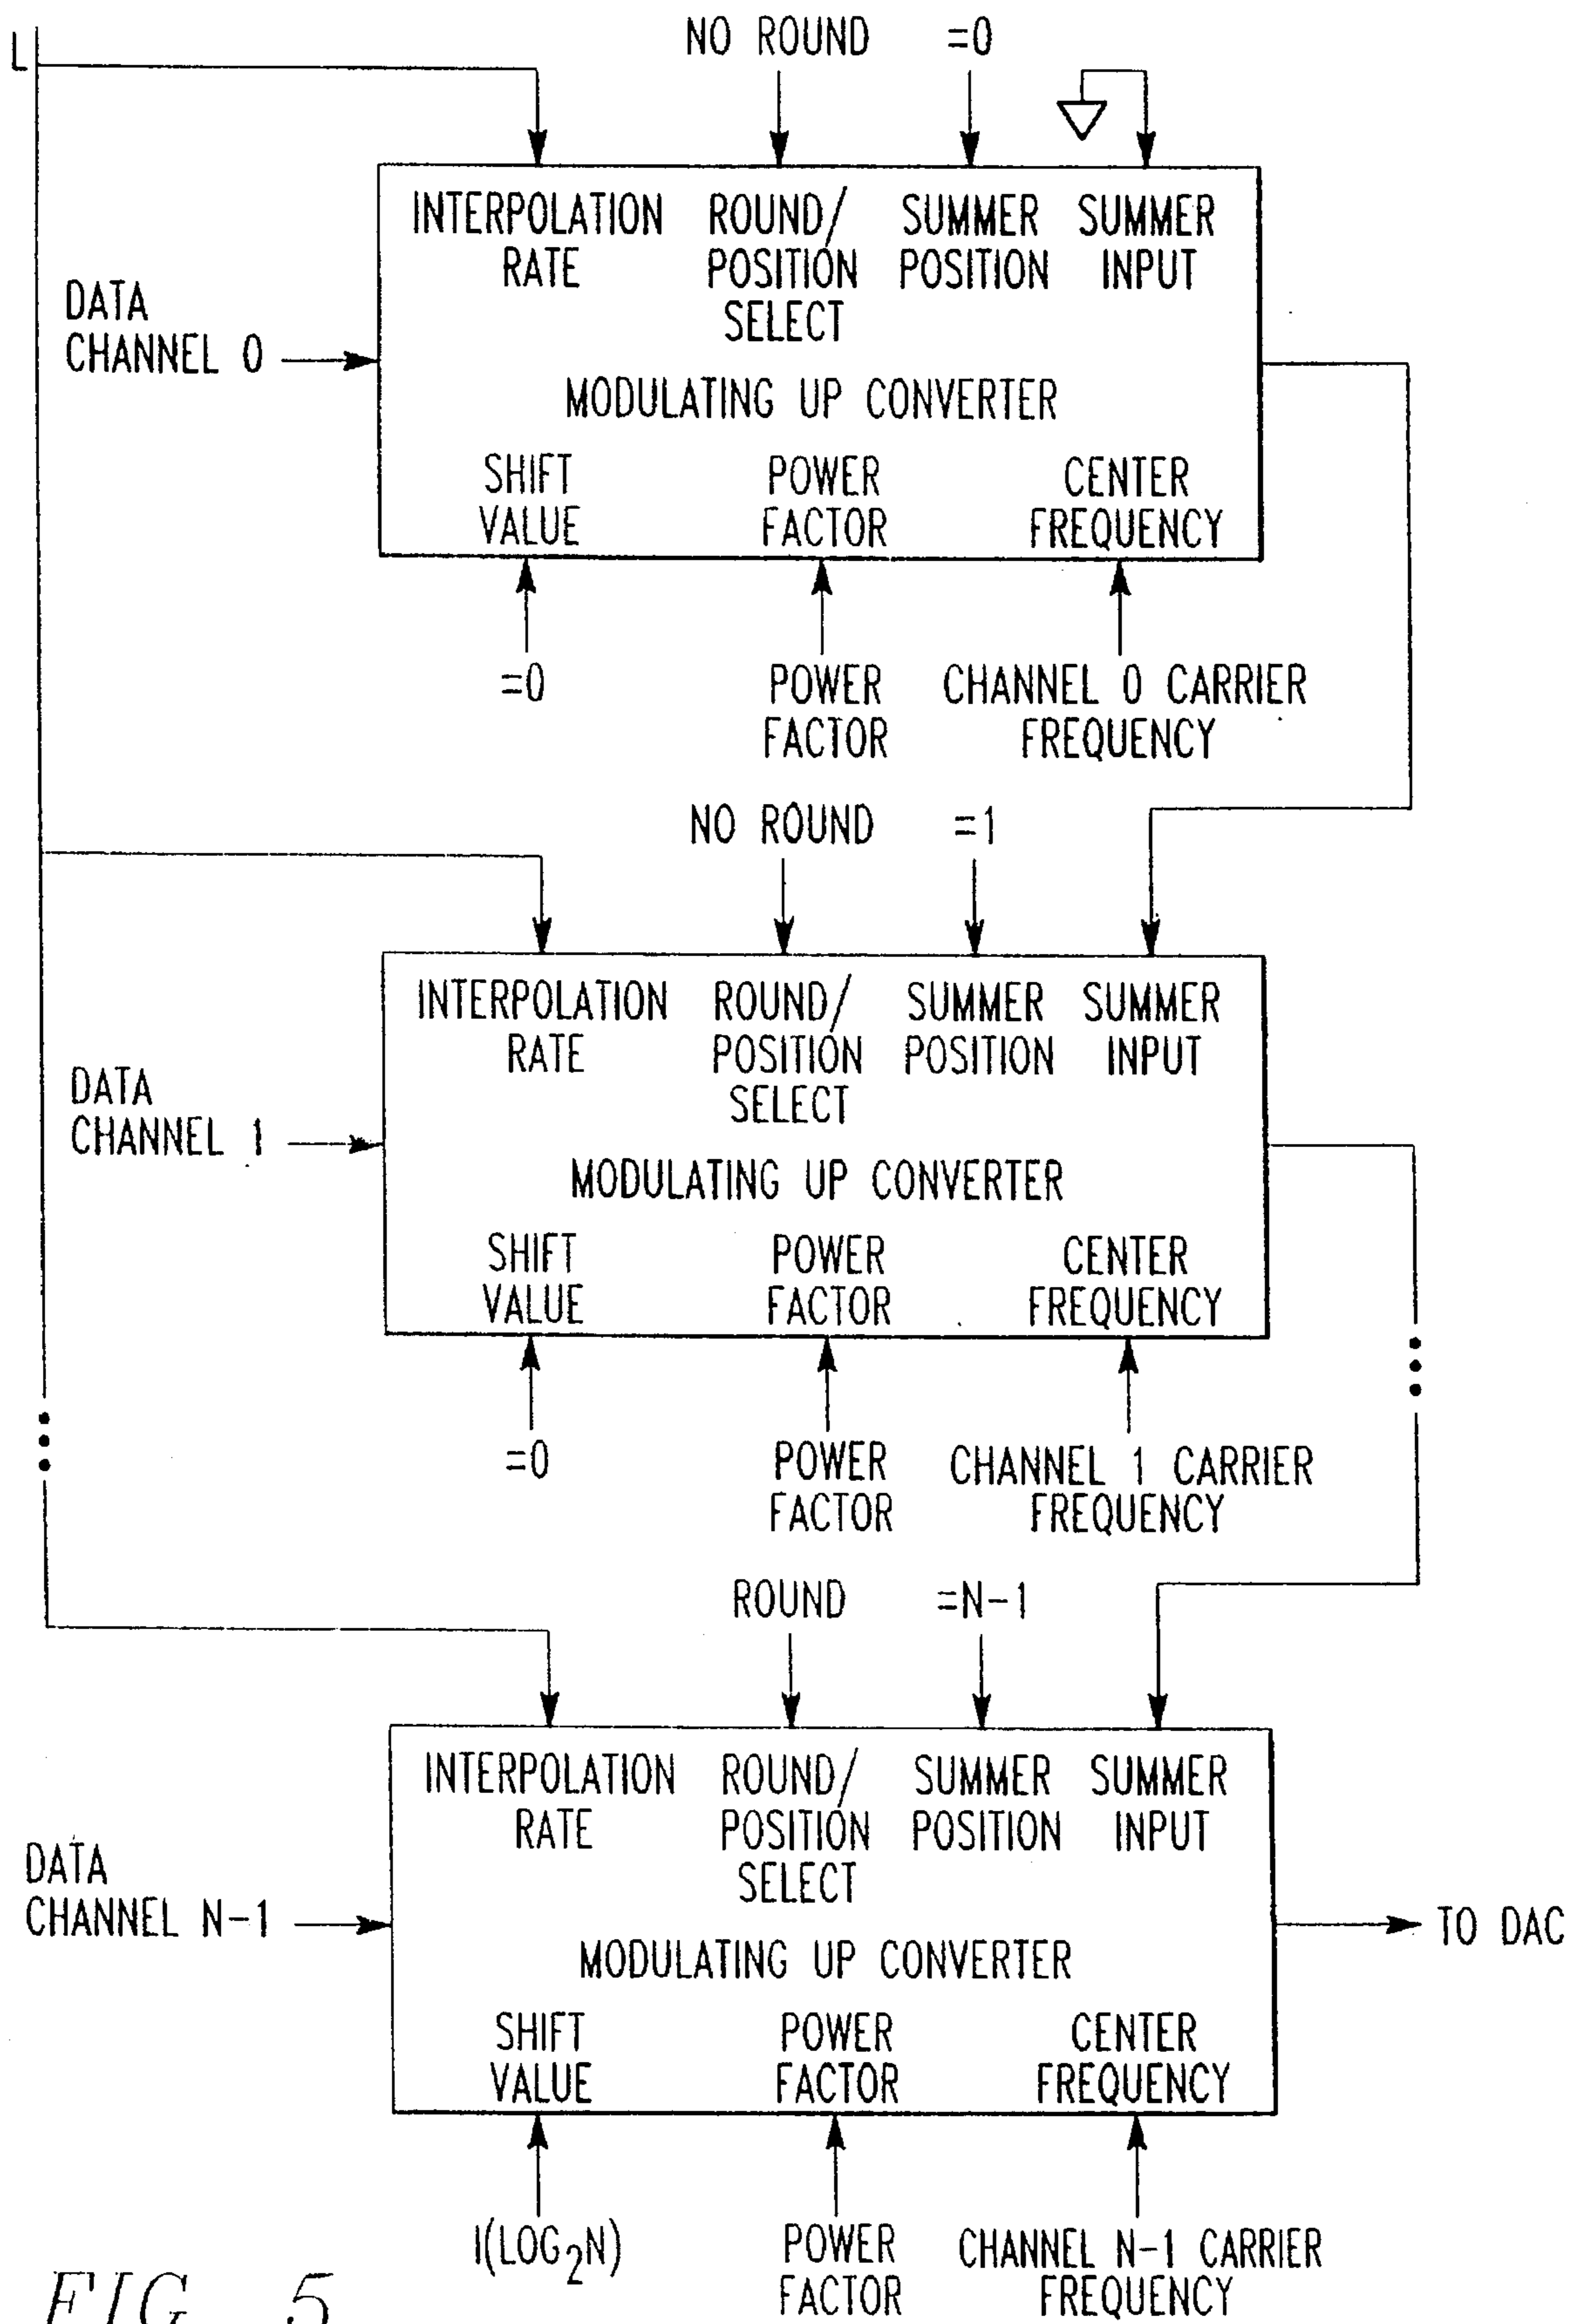 L
NO ROUND =0
INTERPOLATION ROUND/ SUMMER SUMMER
RATE POSITION POSITION INPUT
SELECT
DATA
CHANNEL 0
MODULATING UP CONVERTER
SHIFT POWER CENTER
VALUE FACTOR FREQUENCY
=0 POWER CHANNEL 0 CARRIER
FACTOR FREQUENCY
NO ROUND =1
INTERPOLATION ROUND/ SUMMER SUMMER
RATE POSITION POSITION INPUT
SELECT
DATA
CHANNEL 1
MODULATING UP CONVERTER
SHIFT POWER CENTER
VALUE FACTOR FREQUENCY
=0 POWER CHANNEL 1 CARRIER
FACTOR FREQUENCY
ROUND =N-1
INTERPOLATION ROUND/ SUMMER SUMMER
RATE POSITION POSITION INPUT
SELECT
DATA
CHANNEL N-1
TO DAC
MODULATING UP CONVERTER
SHIFT POWER CENTER
VALUE FACTOR FREQUENCY
I(LOG2N) POWER CHANNEL N-1 CARRIER
FACTOR FREQUENCY
FIG. 5